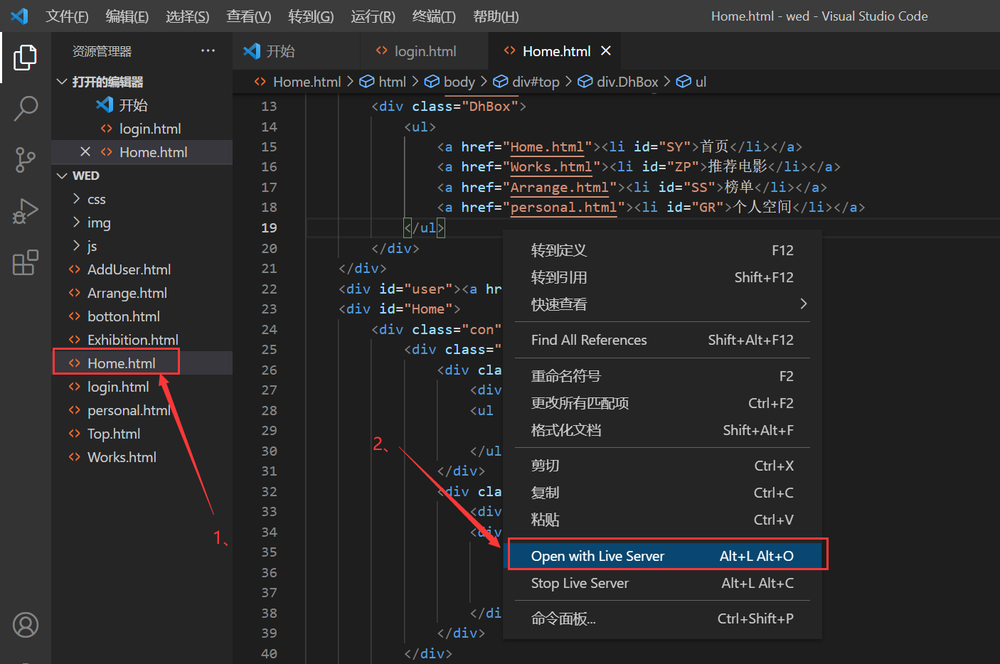 文件(F) 编辑(E) 选择(S) 查看(V) 转到(G) 运行(R) 终端(T) 帮助(H) Home.html - wed - Visual Studio Code
资源管理器 ···
打开的编辑器
开始
login.html
Home.html
WED
css
img
js
AddUser.html
Arrange.html
botton.html
Exhibition.html
Home.html
login.html
personal.html
Top.html
Works.html
1、
开始 login.html Home.html
Home.html > html > body > div#top > div.DhBox > ul
13 <div class="DhBox">
14 <ul>
15 <a href="Home.html"><li id="SY">首页</li></a>
16 <a href="Works.html"><li id="ZP">推荐电影</li></a>
17 <a href="Arrange.html"><li id="SS">榜单</li></a>
18 <a href="personal.html"><li id="GR">个人空间</li></a>
19 </ul>
20 </div>
21 </div>
22 <div id="user"><a hr
23 <div id="Home">
24 <div class="con"
25 <div class="
26 <div cla
27 <div
28 <ul
29
30 </ul
31 </div>
32 <div cla
33 <div
34 <div
35
36
37
38 </di
39 </div>
40 </div>
2、
转到定义 F12
转到引用 Shift+F12
快速查看
Find All References Shift+Alt+F12
重命名符号 F2
更改所有匹配项 Ctrl+F2
格式化文档 Shift+Alt+F
剪切 Ctrl+X
复制 Ctrl+C
粘贴 Ctrl+V
Open with Live Server Alt+L Alt+O
Stop Live Server Alt+L Alt+C
命令面板... Ctrl+Shift+P